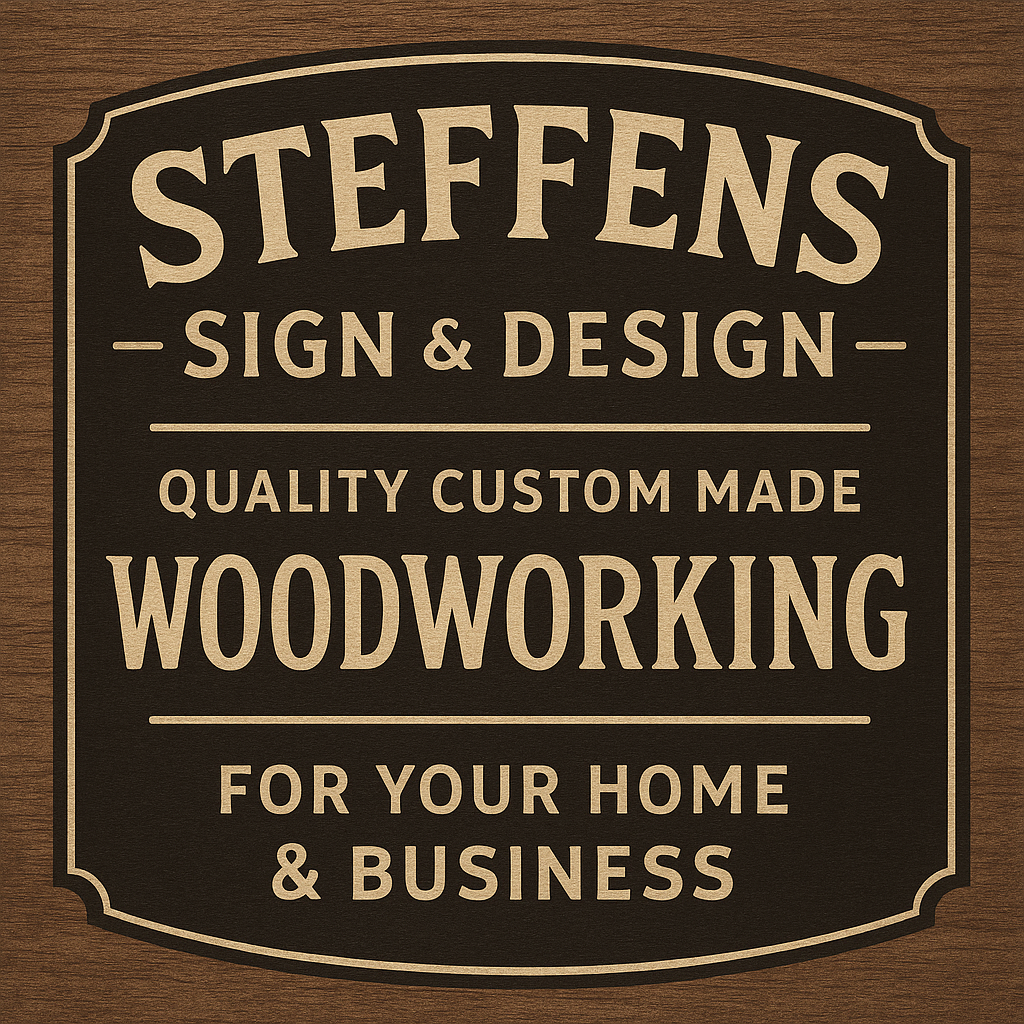 STEFFENS
– SIGN & DESIGN –
QUALITY CUSTOM MADE
WOODWORKING
FOR YOUR HOME
& BUSINESS